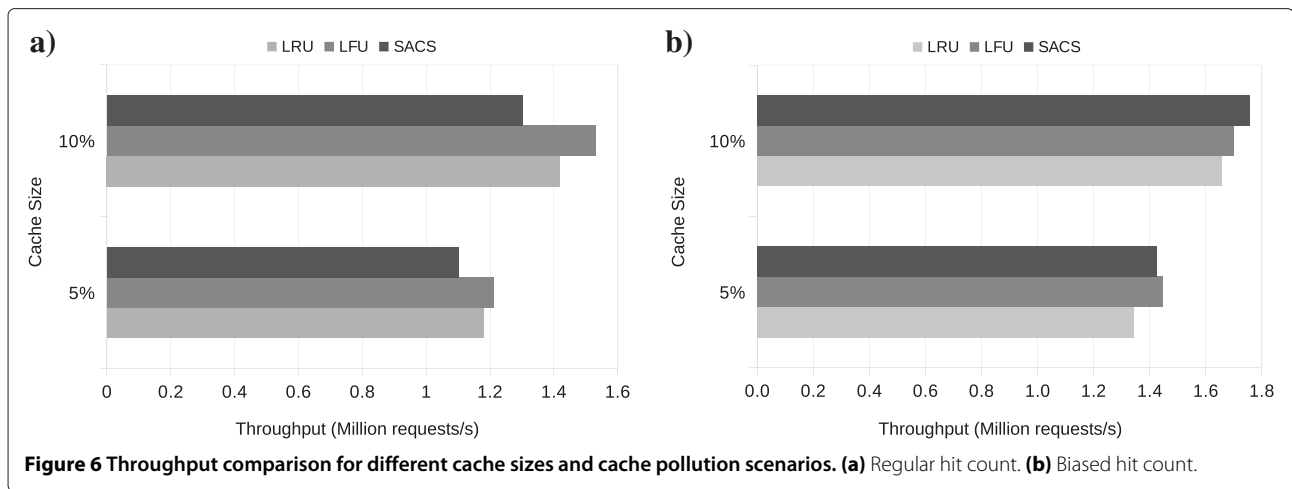 a)
LRU LFU SACS
10%
5%
Cache Size
0 0.2 0.4 0.6 0.8 1 1.2 1.4 1.6
Throughput (Million requests/s)
b)
LRU LFU SACS
10%
5%
Cache Size
0.0 0.2 0.4 0.6 0.8 1.0 1.2 1.4 1.6 1.8
Throughput (Million requests/s)
Figure 6 Throughput comparison for different cache sizes and cache pollution scenarios. (a) Regular hit count. (b) Biased hit count.